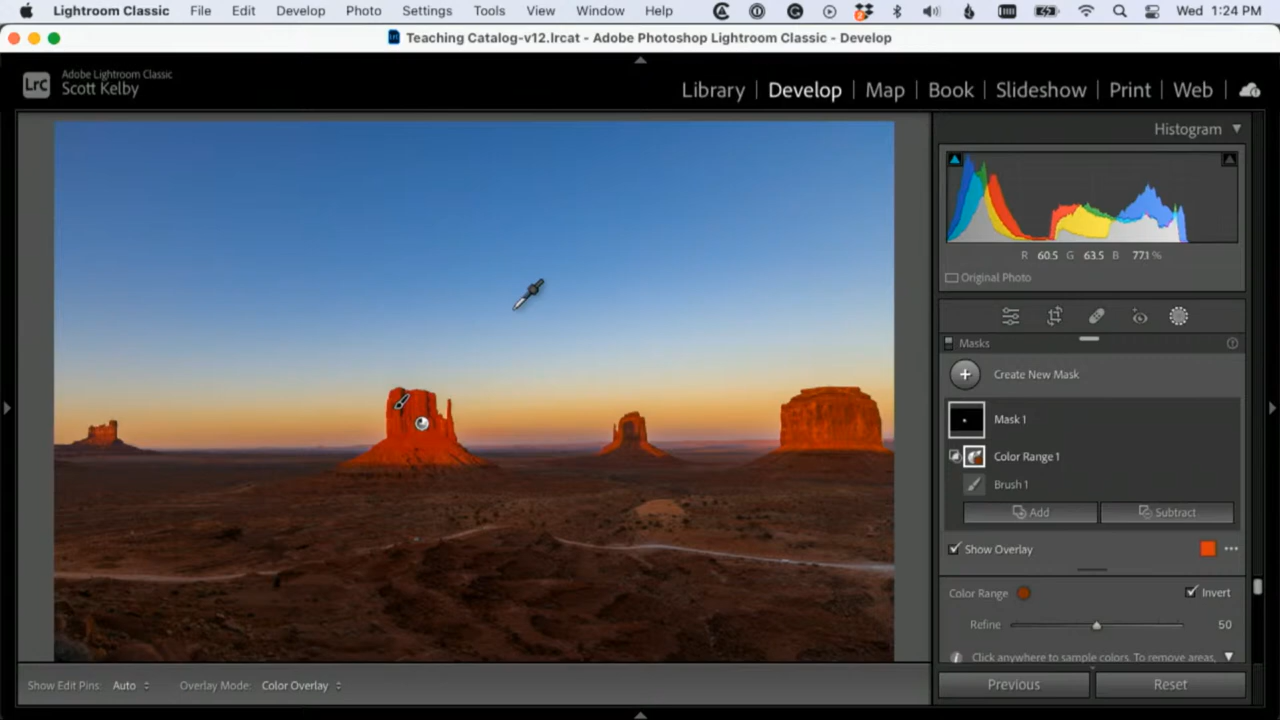 Lightroom Classic File Edit Develop Photo Settings Tools View Window Help Wed 1:24 PM
Teaching Catalog-v12.lrcat - Adobe Photoshop Lightroom Classic - Develop
LrC
Adobe Lightroom Classic
Scott Kelby
Library | Develop | Map | Book | Slideshow | Print | Web
Histogram
R 60.5 G 63.5 B 77.1 %
Original Photo
Masks
Create New Mask
Mask 1
Color Range 1
Brush 1
Add Subtract
Show Overlay
Color Range Invert
Refine 50
Click anywhere to sample colors. To remove areas,
Show Edit Pins: Auto Overlay Mode: Color Overlay
Previous Reset